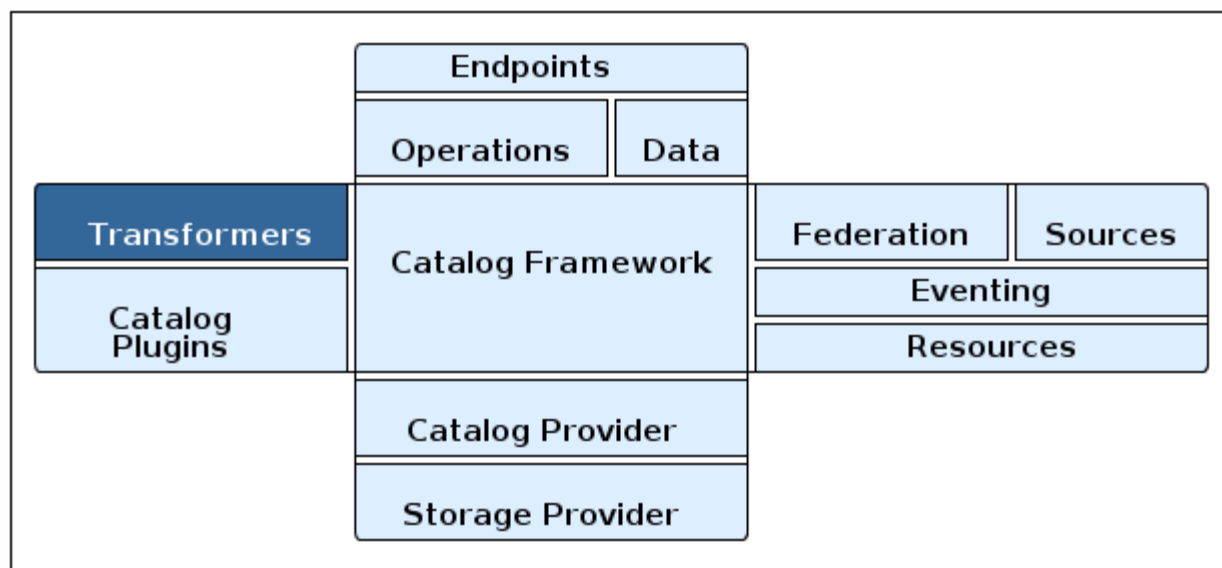 Endpoints
Operations
Data
Transformers
Catalog Framework
Federation
Sources
Eventing
Catalog
Plugins
Resources
Catalog Provider
Storage Provider